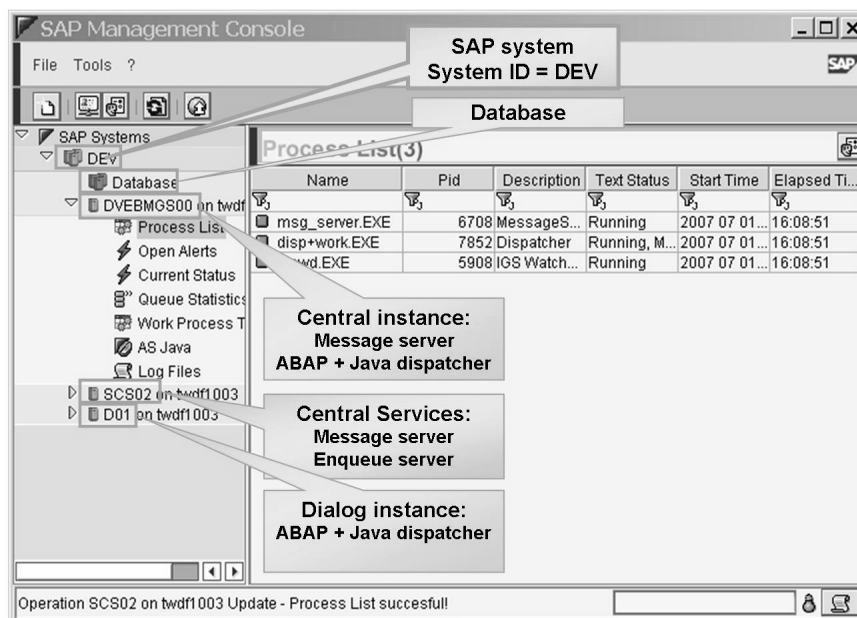 SAP Management Console
File Tools ?
SAP
SAP system
System ID = DEV
Database
SAP Systems
DEV
Database
DVEBMGS00 on twdf
Process List
Open Alerts
Current Status
Queue Statistics
Work Process T
AS Java
Log Files
SCS02 on twdf1003
D01 on twdf1003
Process List(3)
Name Pid Description Text Status Start Time Elapsed Ti...
msg_server.EXE 6708 MessageS... Running 2007 07 01... 16:08:51
disp+work.EXE 7852 Dispatcher Running, M... 2007 07 01... 16:08:51
wd.EXE 5908 IGS Watch... Running 2007 07 01... 16:08:51
Central instance:
Message server
ABAP + Java dispatcher
Central Services:
Message server
Enqueue server
Dialog instance:
ABAP + Java dispatcher
Operation SCS02 on twdf1003 Update - Process List succesful!